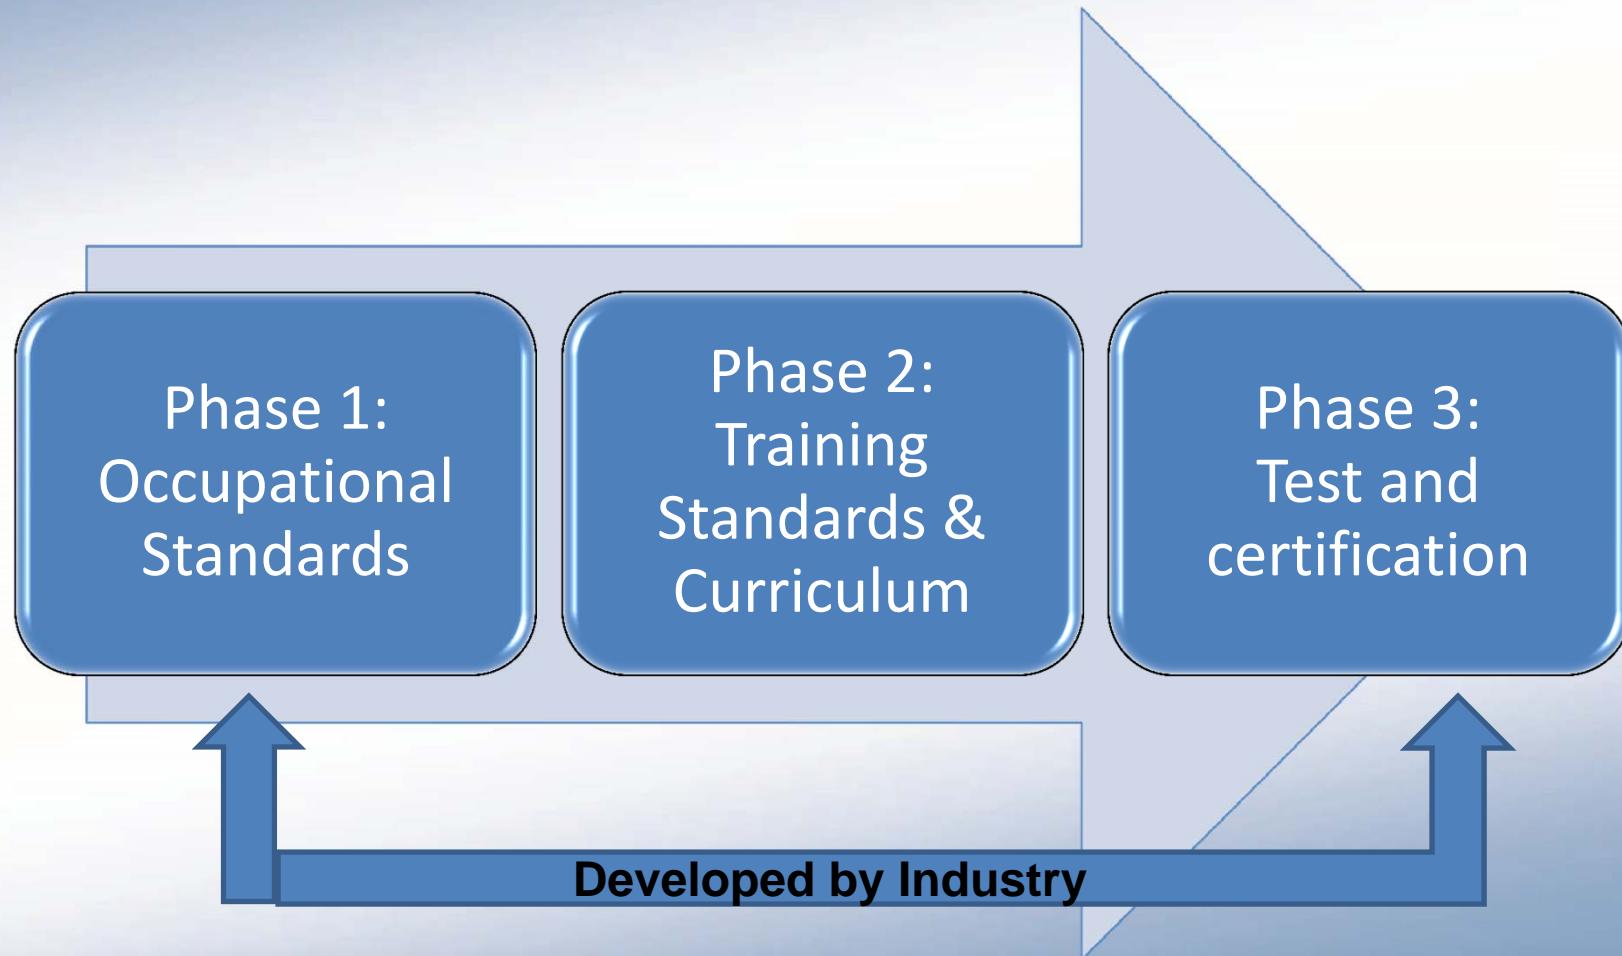 Phase 1:
Occupational
Standards
Phase 2:
Training
Standards &
Curriculum
Phase 3:
Test and
certification
Developed by Industry